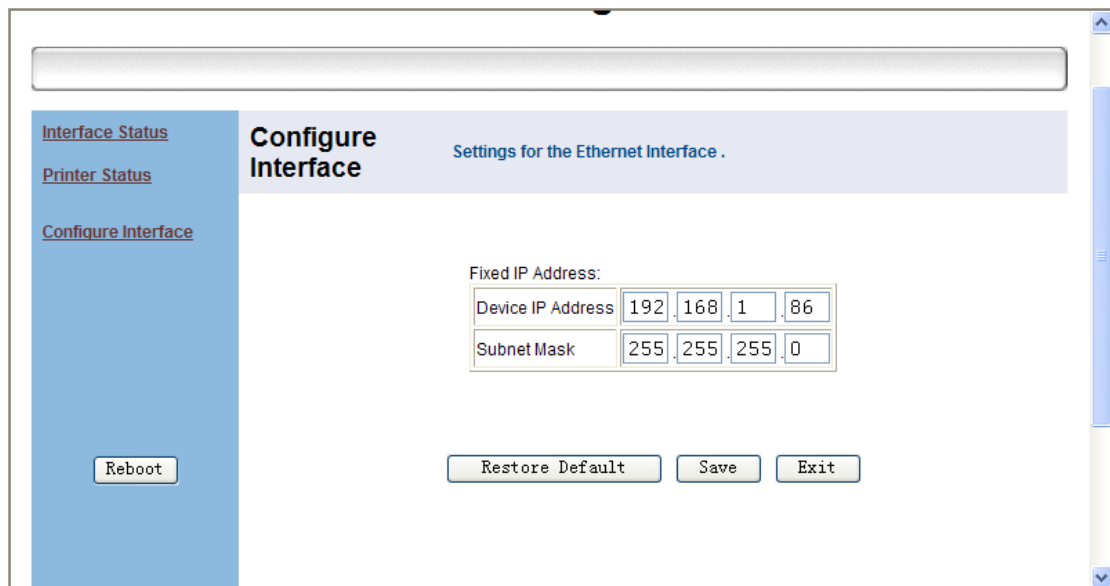 Interface Status
Printer Status
Configure Interface
Configure
Interface
Settings for the Ethernet Interface .
Fixed IP Address:
Device IP Address 192 . 168 . 1 . 86
Subnet Mask 255 . 255 . 255 . 0
Reboot
Restore Default Save Exit